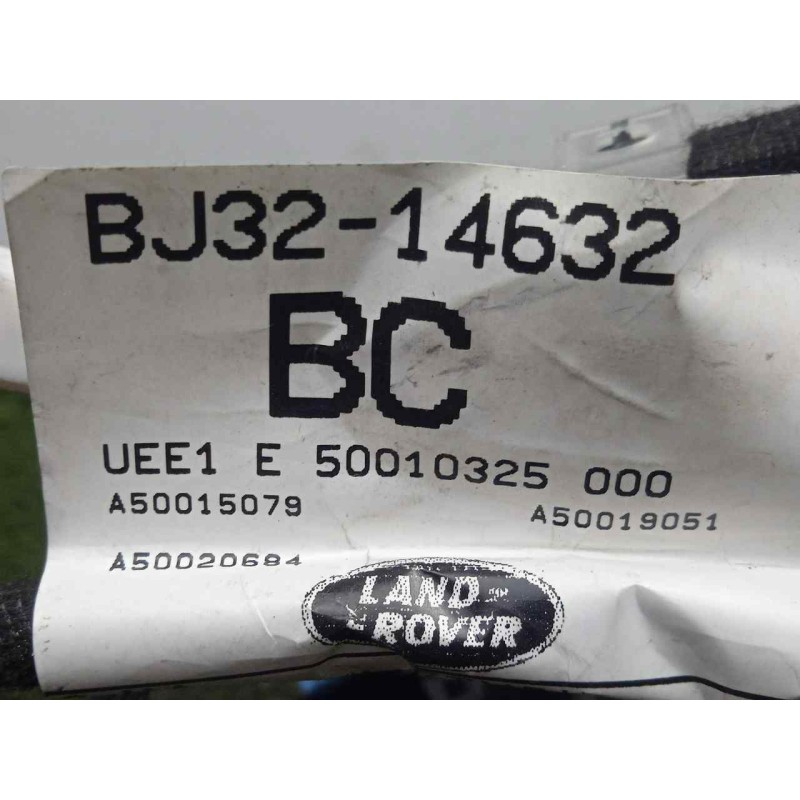 BJ32-14632
BC
UEE1 E 50010325 000
A50015079 A50019051
A50020684
LAND
ROVER